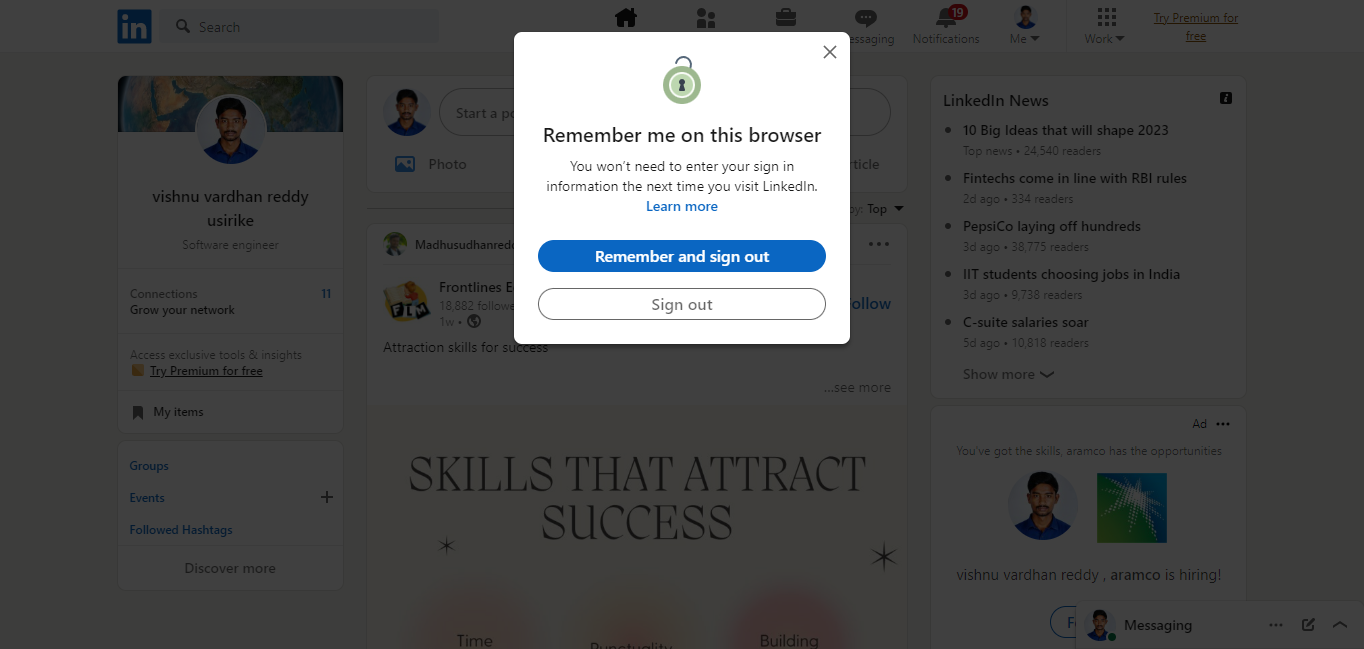 in
Search
19
Notifications
Me
Work
Try Premium for
free
vishnu vardhan reddy
usirike
Software engineer
Connections 11
Grow your network
Access exclusive tools & insights
Try Premium for free
My items
Groups
Events
Followed Hashtags
Discover more
Start a
Photo
Top
Frontlines
18,882
1w •
FTM
Attraction skills for success
...see more
SKILLS THAT ATTRACT
SUCCESS
Time
Punctuality
Building
Remember me on this browser
You won't need to enter your sign in
information the next time you visit LinkedIn.
Learn more
Remember and sign out
Sign out
LinkedIn News
10 Big Ideas that will shape 2023
Top news • 24,540 readers
Fintechs come in line with RBI rules
2d ago • 334 readers
PepsiCo laying off hundreds
3d ago • 38,775 readers
IIT students choosing jobs in India
3d ago • 9,738 readers
C-suite salaries soar
5d ago • 10,818 readers
Show more
Ad
You've got the skills, aramco has the opportunities
vishnu vardhan reddy , aramco is hiring!
Messaging